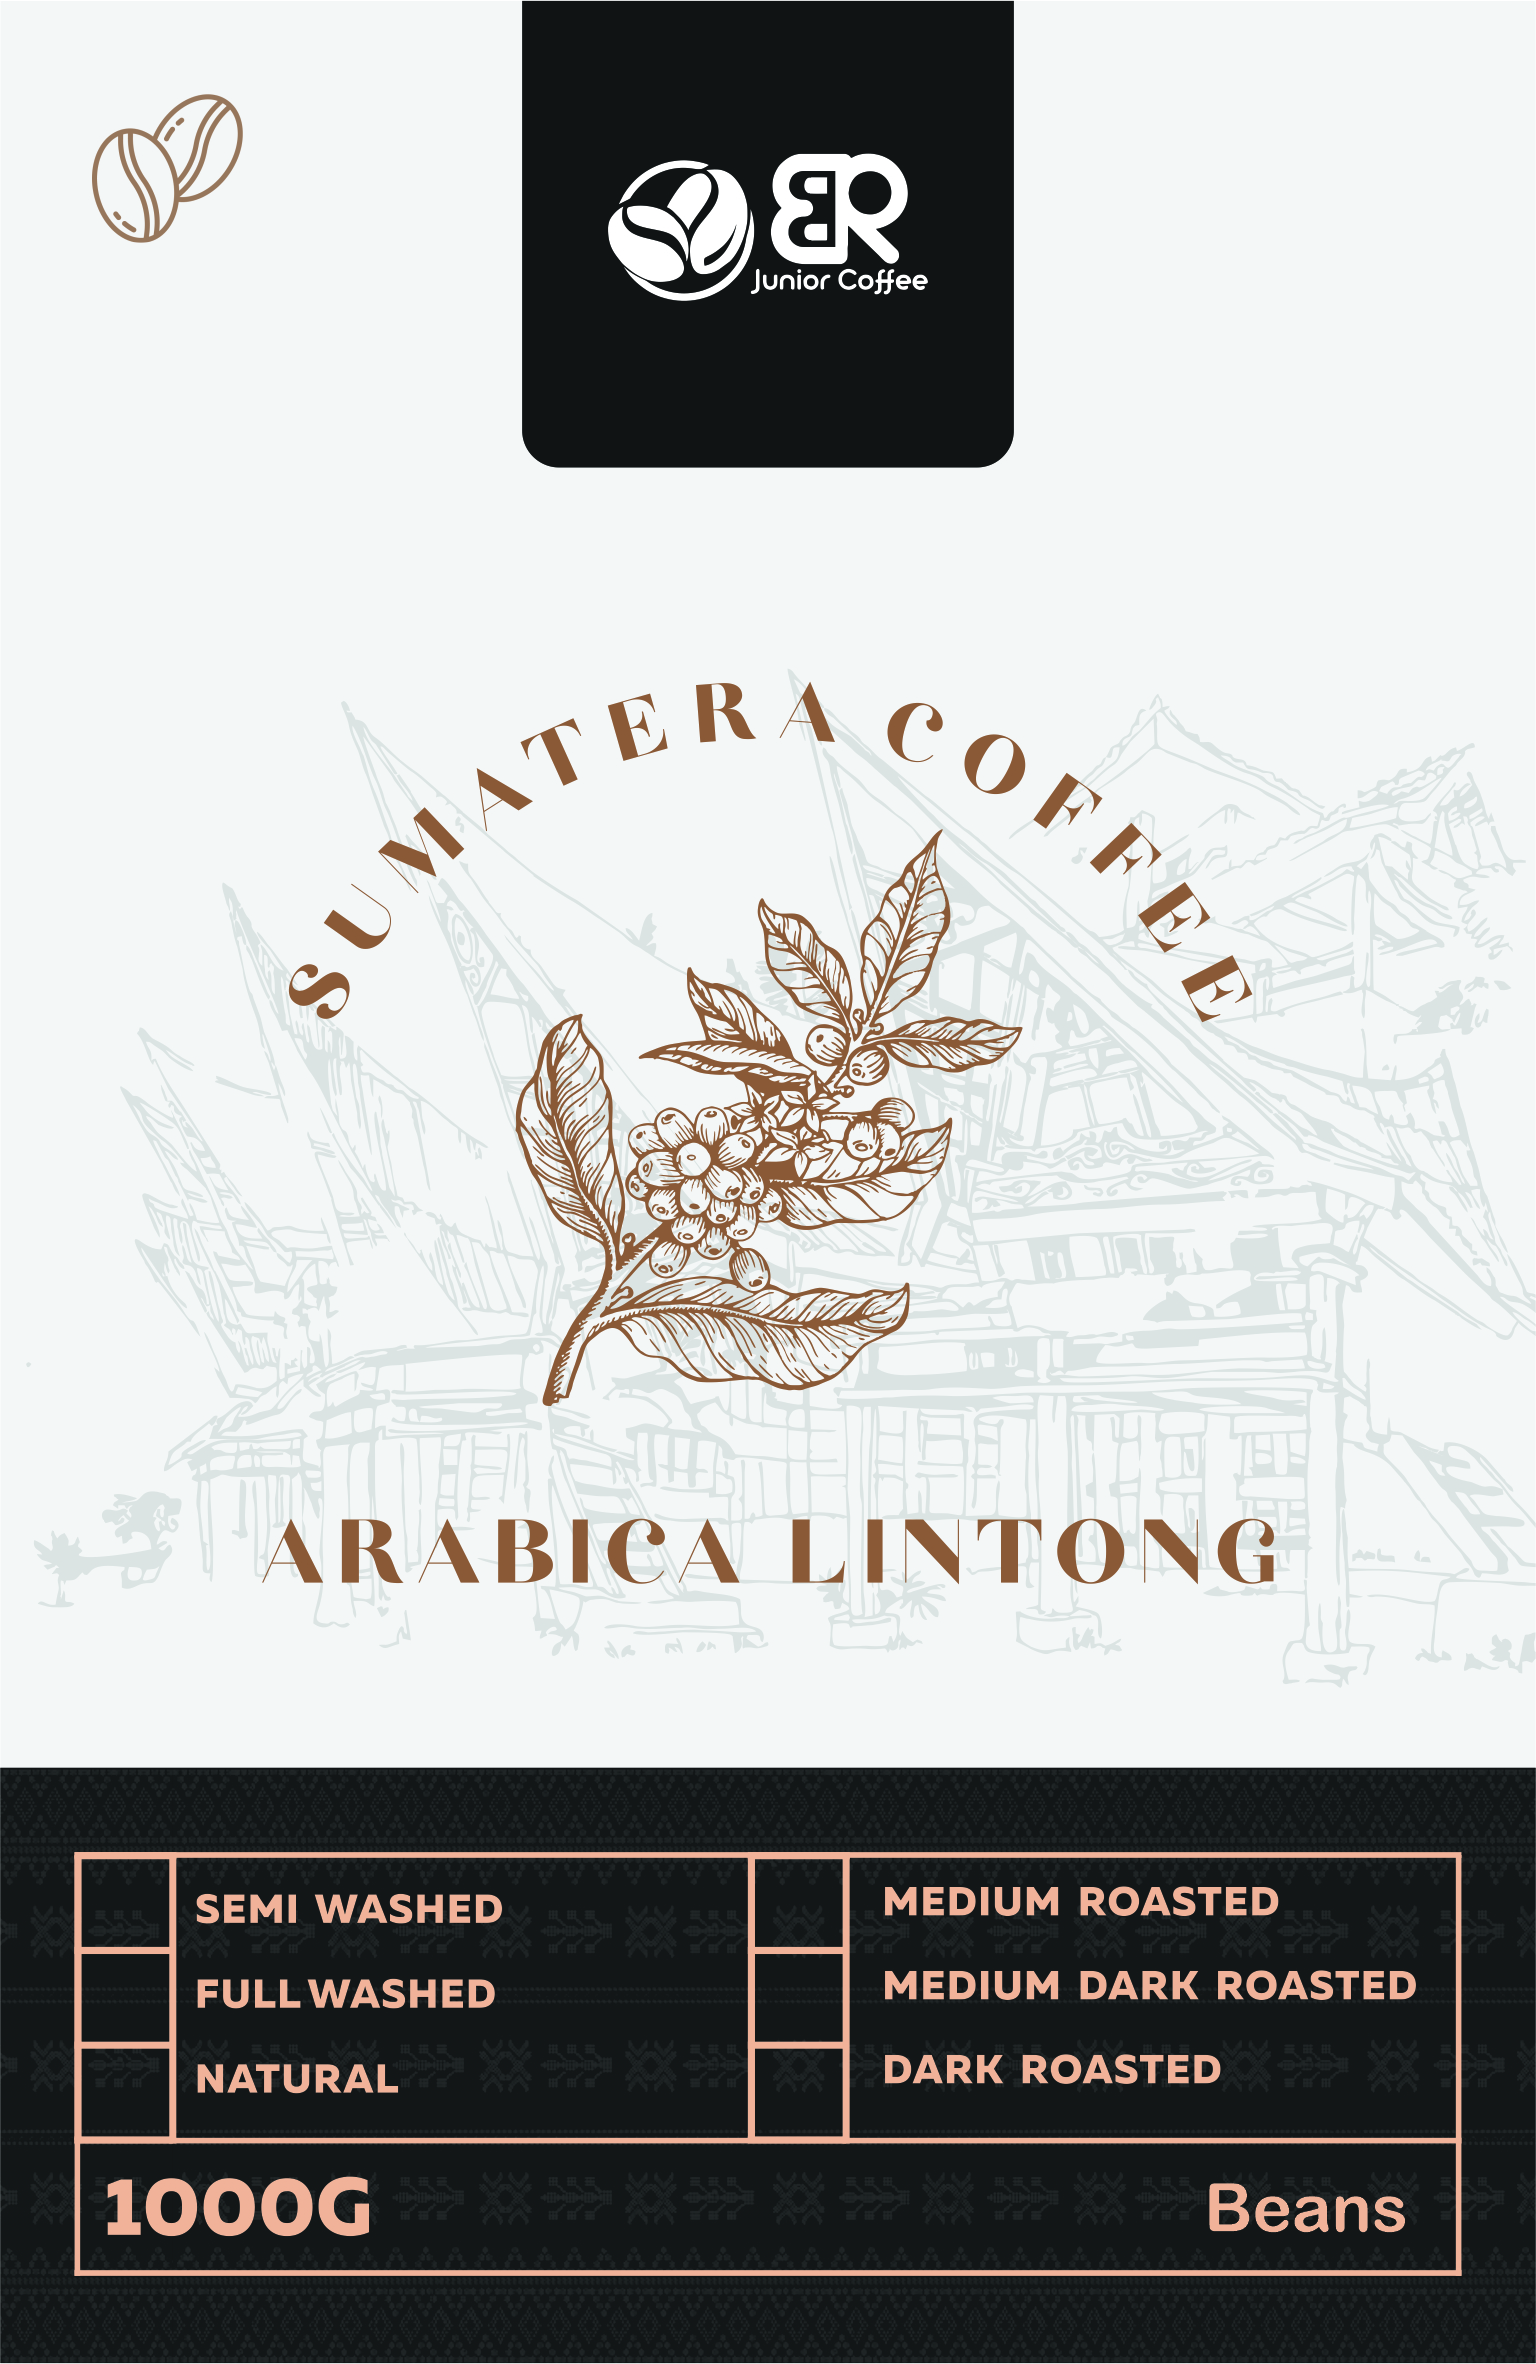 BR
Junior Coffee
SUMATERA COFFEE
ARABICA LINTONG
SEMI WASHED
FULL WASHED
NATURAL
MEDIUM ROASTED
MEDIUM DARK ROASTED
DARK ROASTED
1000G
Beans